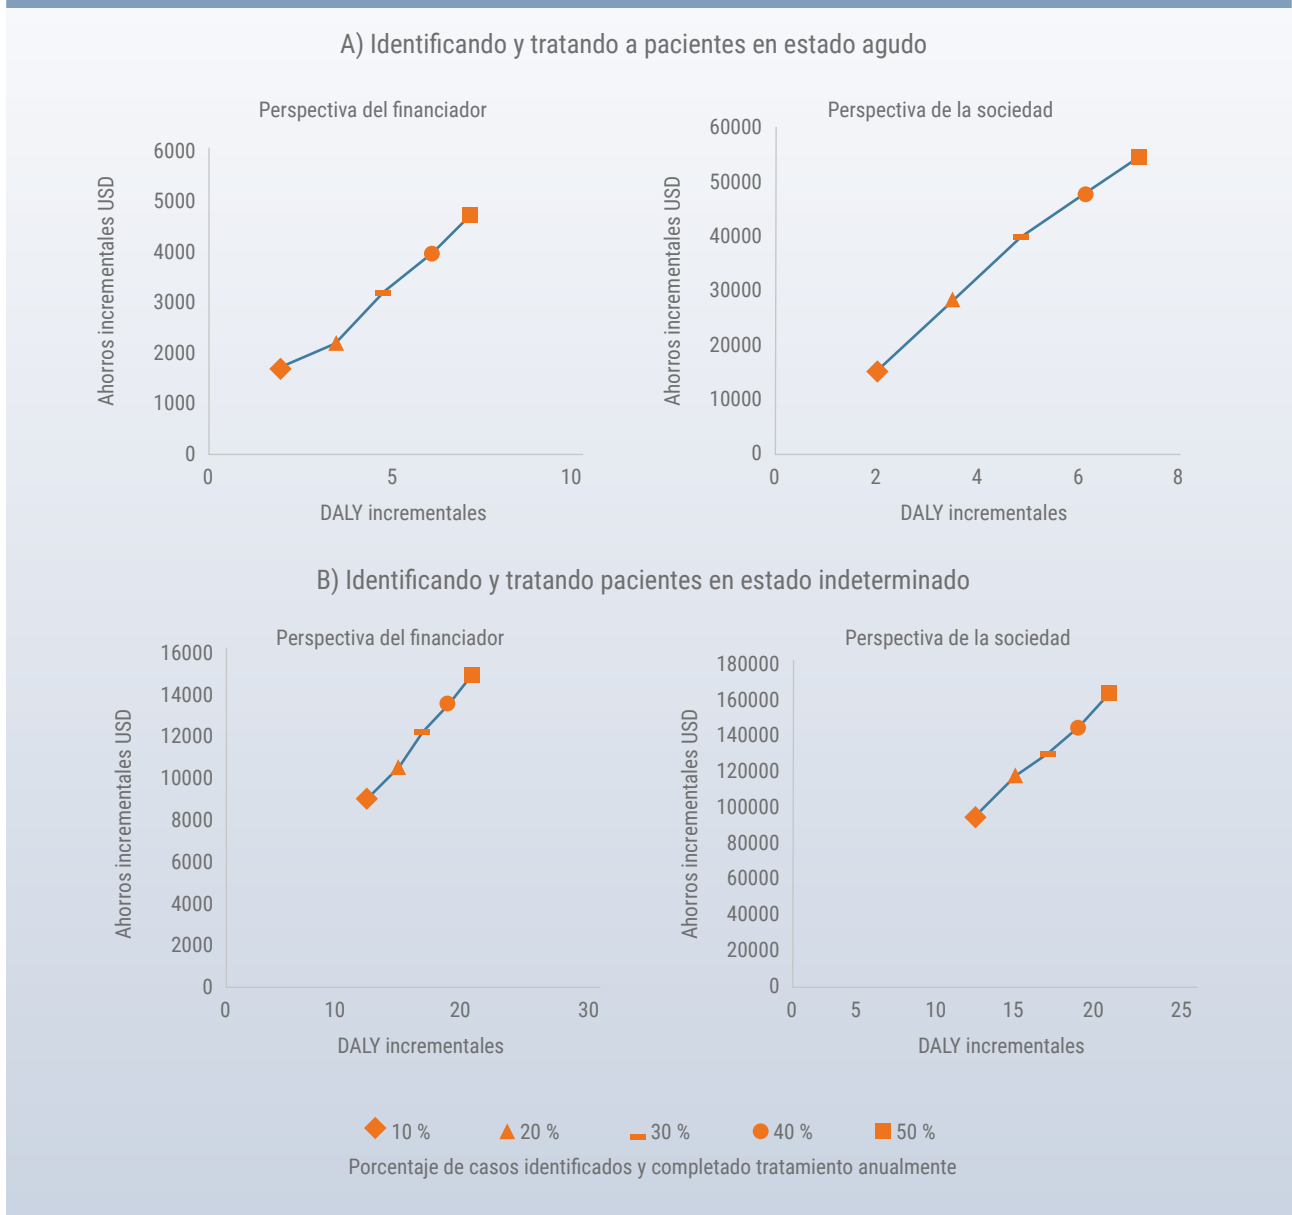 A) Identificando y tratando a pacientes en estado agudo
Perspectiva del financiador
Ahorros incrementales USD
6000
5000
4000
3000
2000
1000
0
0 5 10
DALY incrementales
Perspectiva de la sociedad
Ahorros incrementales USD
60000
50000
40000
30000
20000
10000
0
0 2 4 6 8
DALY incrementales
B) Identificando y tratando pacientes en estado indeterminado
Perspectiva del financiador
Ahorros incrementales USD
16000
14000
12000
10000
8000
6000
4000
2000
0
0 10 20 30
DALY incrementales
Perspectiva de la sociedad
Ahorros incrementales USD
180000
160000
140000
120000
100000
80000
60000
40000
20000
0
0 5 10 15 20 25
DALY incrementales
10 % 20 % 30 % 40 % 50 %
Porcentaje de casos identificados y completado tratamiento anualmente